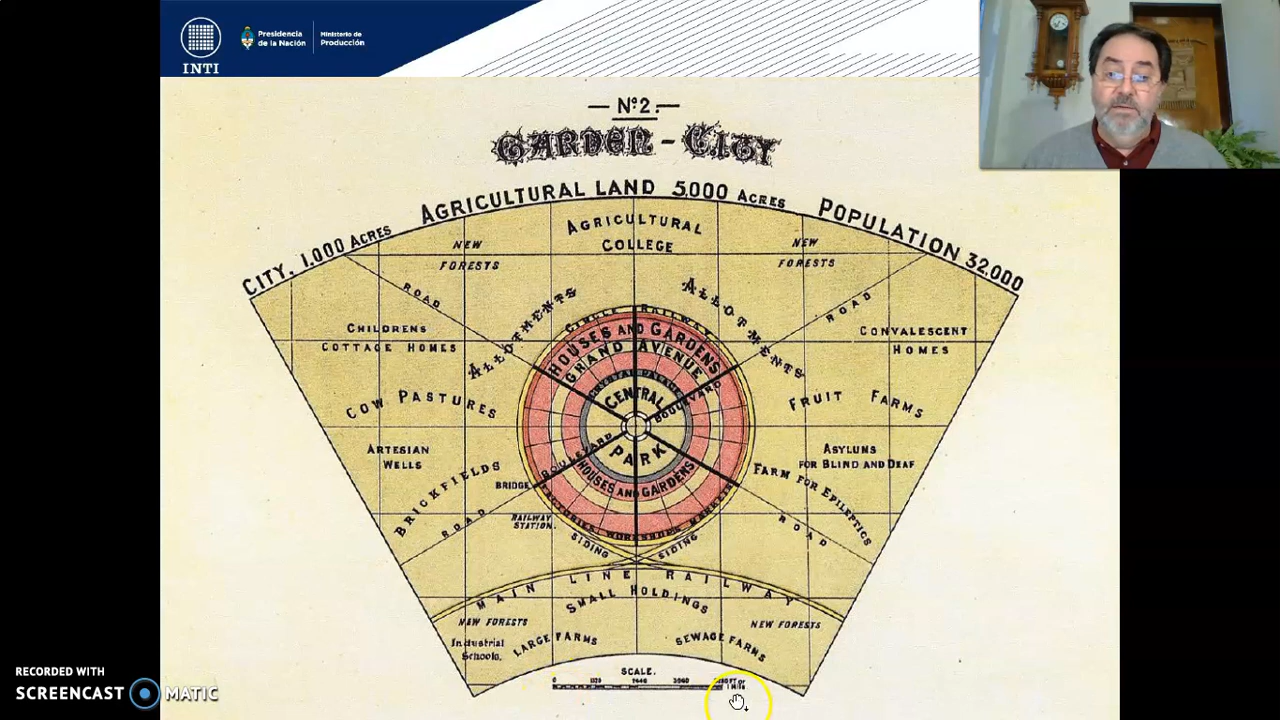 INTI
Presidencia
de la Nación
Ministerio de
Producción
— Nº2. —
GARDEN - CITY
CITY, 1,000 ACRES AGRICULTURAL LAND 5,000 ACRES POPULATION 32,000
AGRICULTURAL
COLLEGE
NEW
FORESTS
NEW
FORESTS
ROAD
ROAD
ALLOTMENTS
ALLOTMENTS
CHILDRENS
COTTAGE HOMES
CONVALESCENT
HOMES
CIRCLE RAILWAY
HOUSES AND GARDENS
GRAND AVENUE
CENTRAL
BOULEVARD
PARK
BOULEVARD
HOUSES AND GARDENS
COW PASTURES
FRUIT FARMS
ARTESIAN
WELLS
ASYLUMS
FOR BLIND AND DEAF
BRICKFIELDS
FARM FOR EPILEPTICS
BRIDGE
ROAD
ROAD
RAILWAY
STATION.
SIDING
SIDING
MAIN LINE RAILWAY
SMALL HOLDINGS
NEW FORESTS
NEW FORESTS
Industrial
Schools.
LARGE FARMS
SEWAGE FARMS
SCALE.
RECORDED WITH
SCREENCAST MATIC